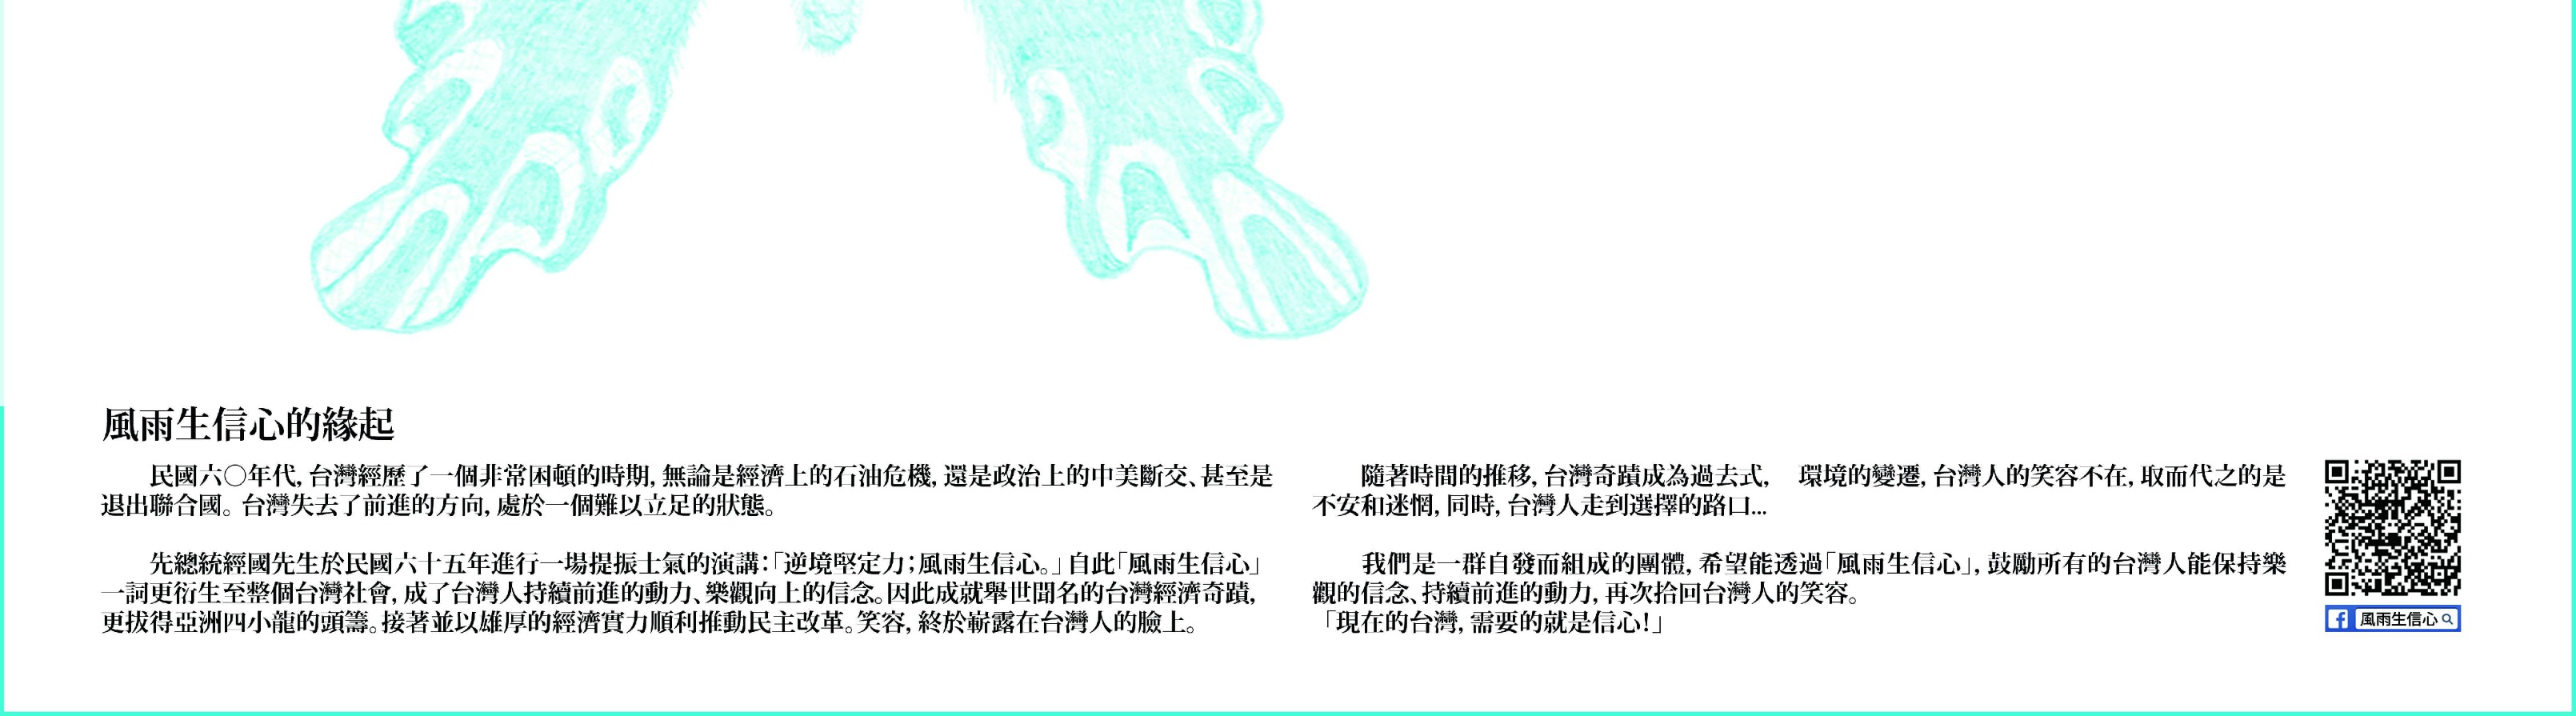 風雨生信心的緣起
民國六〇年代，台灣經歷了一個非常困頓的時期，無論是經濟上的石油危機，還是政治上的中美斷交、甚至是
退出聯合國。台灣失去了前進的方向，處於一個難以立足的狀態。
先總統經國先生於民國六十五年進行一場提振士氣的演講：「逆境堅定力；風雨生信心。」自此「風雨生信心」
一詞更衍生至整個台灣社會，成了台灣人持續前進的動力、樂觀向上的信念。因此成就舉世聞名的台灣經濟奇蹟，
更拔得亞洲四小龍的頭籌。接著並以雄厚的經濟實力順利推動民主改革。笑容，終於嶄露在台灣人的臉上。
隨著時間的推移，台灣奇蹟成為過去式，　環境的變遷，台灣人的笑容不在，取而代之的是
不安和迷惘，同時，台灣人走到選擇的路口...
我們是一群自發而組成的團體，希望能透過「風雨生信心」，鼓勵所有的台灣人能保持樂
觀的信念、持續前進的動力，再次拾回台灣人的笑容。
「現在的台灣，需要的就是信心！」
風雨生信心